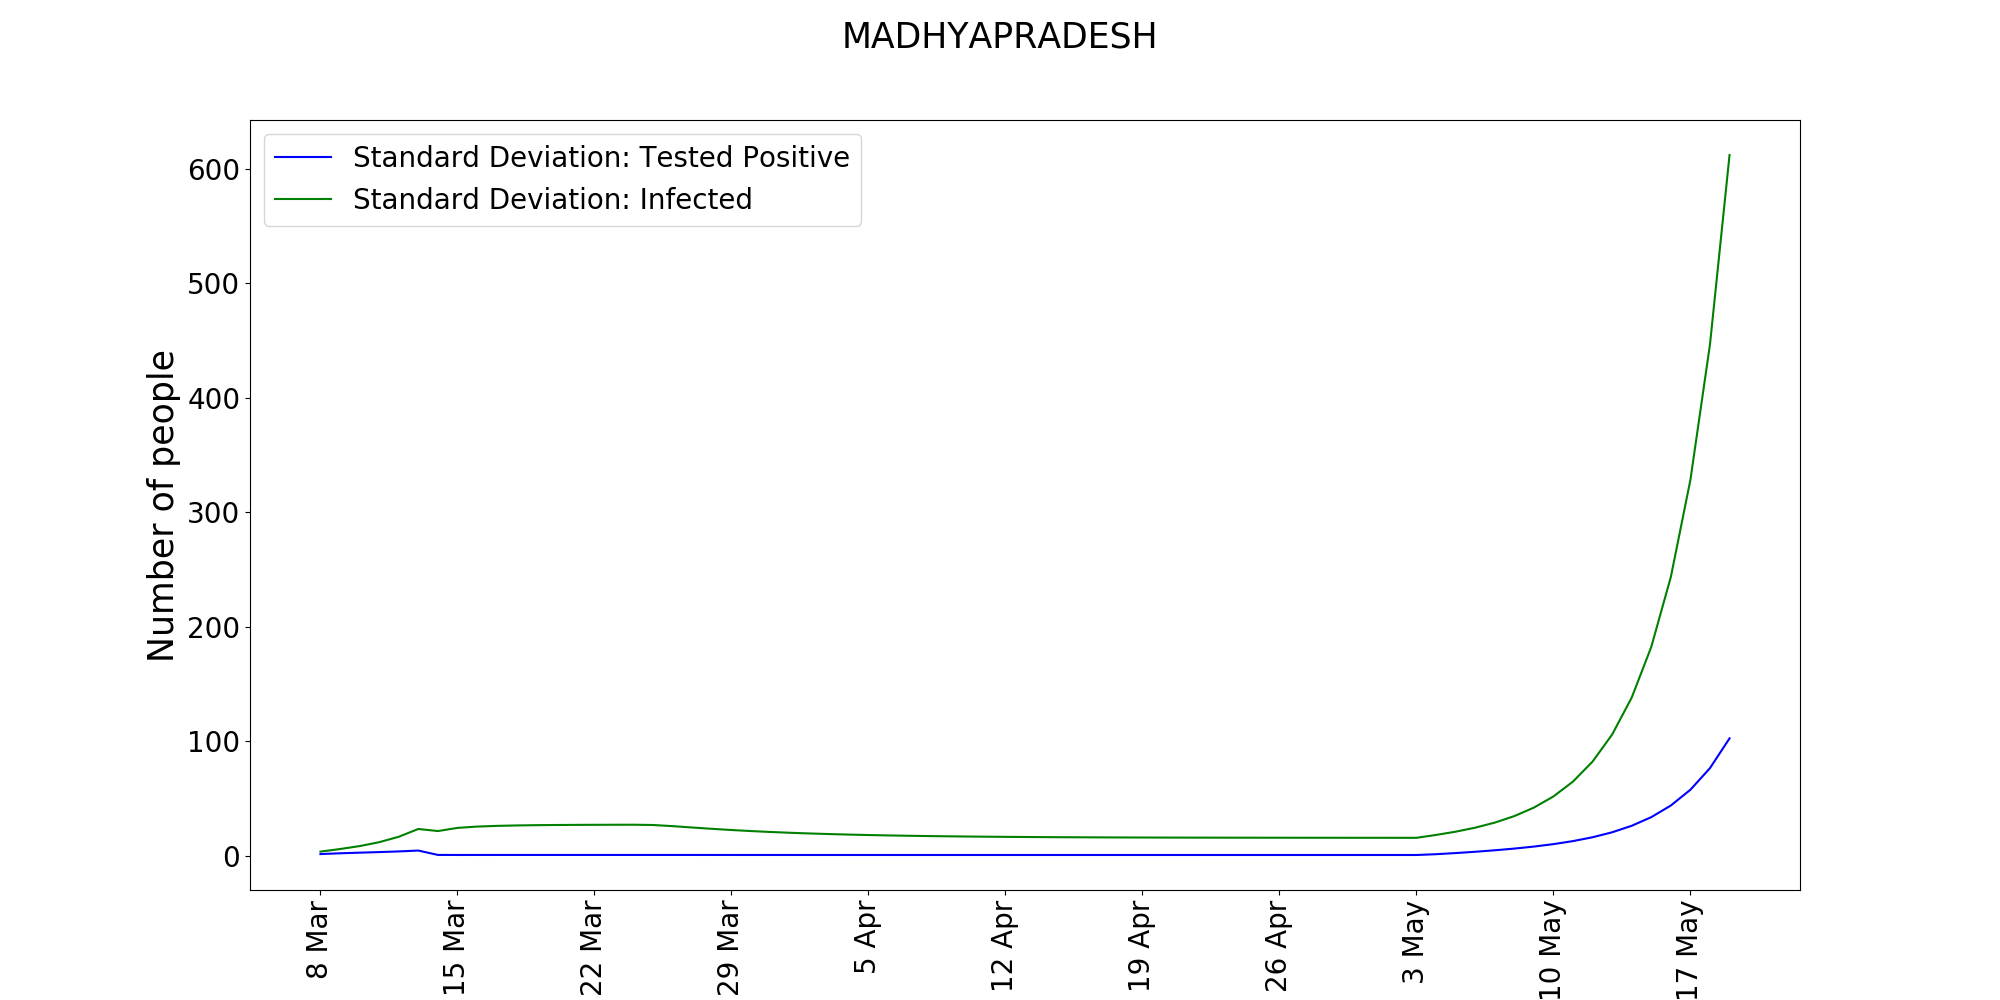 MADHYAPRADESH
Standard Deviation: Tested Positive
Standard Deviation: Infected
Number of people
600
500
400
300
200
100
0
8 Mar
15 Mar
22 Mar
29 Mar
5 Apr
12 Apr
19 Apr
26 Apr
3 May
10 May
17 May